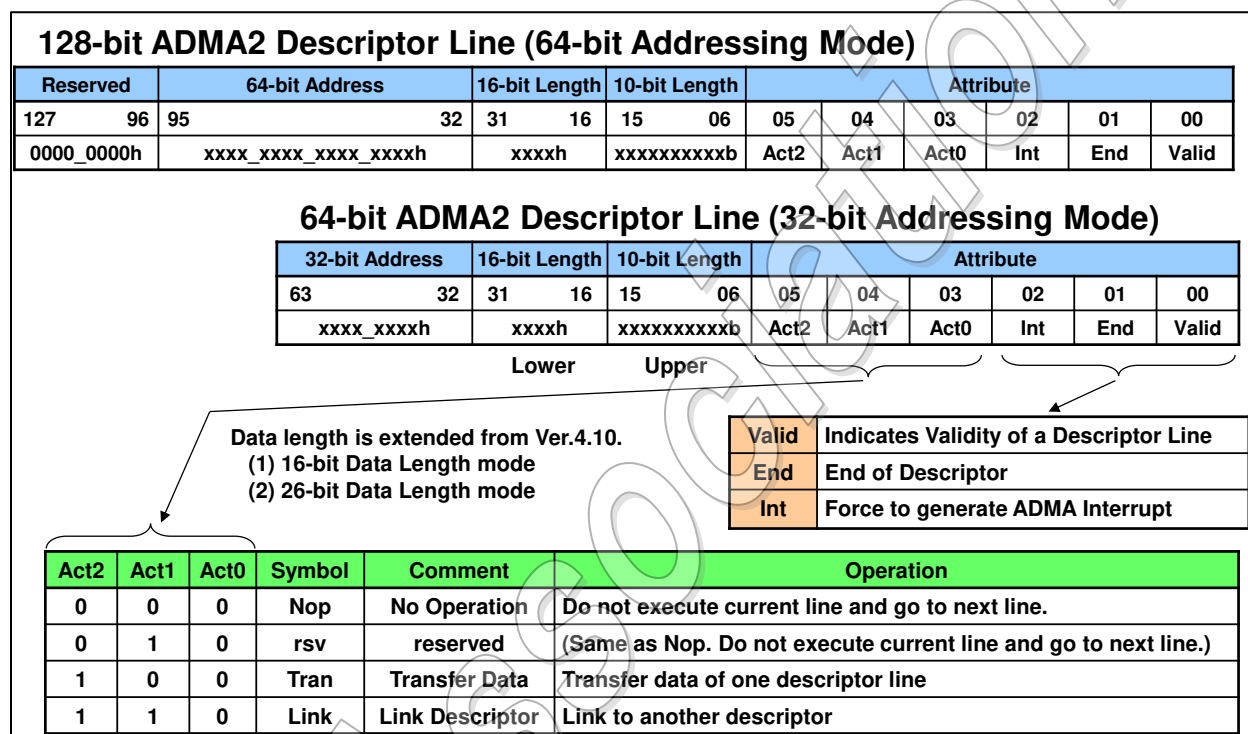 128-bit ADMA2 Descriptor Line (64-bit Addressing Mode)
Reserved 64-bit Address 16-bit Length 10-bit Length Attribute
127 96 95 32 31 16 15 06 05 04 03 02 01 00
0000_0000h xxxx_xxxx_xxxx_xxxxh xxxxh xxxxxxxxxxb Act2 Act1 Act0 Int End Valid
64-bit ADMA2 Descriptor Line (32-bit Addressing Mode)
32-bit Address 16-bit Length 10-bit Length Attribute
63 32 31 16 15 06 05 04 03 02 01 00
xxxx_xxxxh xxxxh xxxxxxxxxxb Act2 Act1 Act0 Int End Valid
Lower Upper
Data length is extended from Ver.4.10.
(1) 16-bit Data Length mode
(2) 26-bit Data Length mode
Valid Indicates Validity of a Descriptor Line
End End of Descriptor
Int Force to generate ADMA Interrupt
Act2 Act1 Act0 Symbol Comment Operation
0 0 0 Nop No Operation Do not execute current line and go to next line.
0 1 0 rsv reserved (Same as Nop. Do not execute current line and go to next line.)
1 0 0 Tran Transfer Data Transfer data of one descriptor line
1 1 0 Link Link Descriptor Link to another descriptor
ssociation